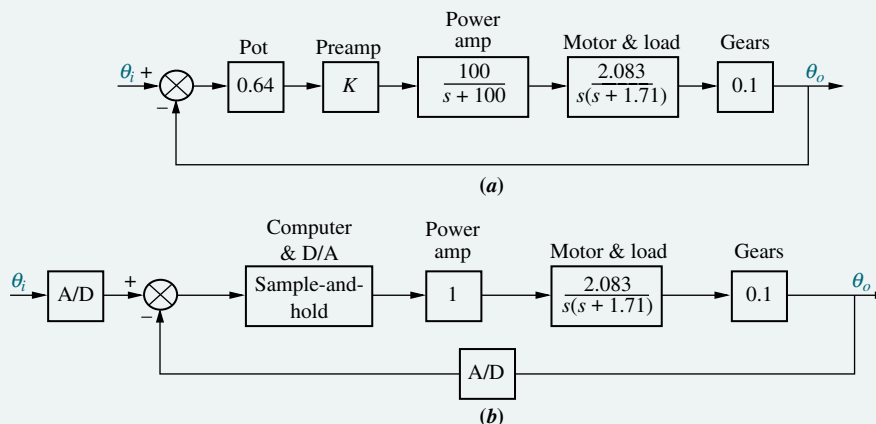 Power
amp
Pot Preamp Motor & load Gears
θi + 0.64 K 100 / s + 100 2.083 / s(s + 1.71) 0.1 θo
−
(a)
Computer
& D/A
Power
amp
Motor & load Gears
θi A/D + Sample-and-
hold 1 2.083 / s(s + 1.71) 0.1 θo
−
A/D
(b)